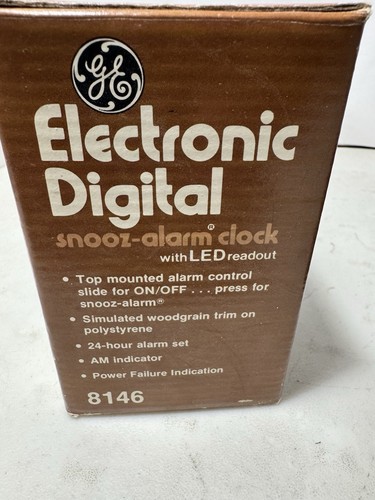 GE
Electronic
Digital
snooz-alarm® clock
with LED readout
• Top mounted alarm control
slide for ON/OFF . . . press for
snooz-alarm®
• Simulated woodgrain trim on
polystyrene
• 24-hour alarm set
• AM indicator
• Power Failure Indication
8146